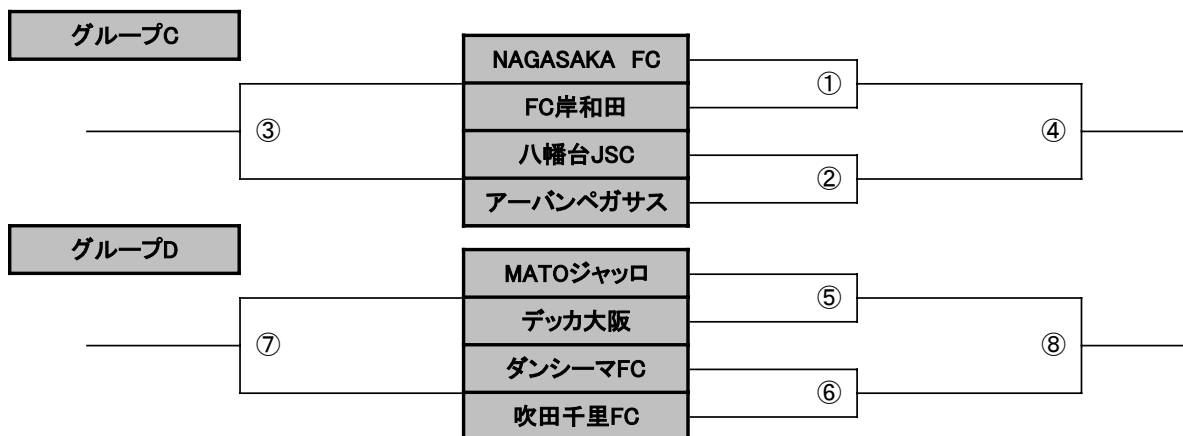 グループC
NAGASAKA　FC
①
FC岸和田
③
④
八幡台JSC
②
アーバンペガサス
グループD
MATOジャッロ
⑤
デッカ大阪
⑦
⑧
ダンシーマFC
⑥
吹田千里FC